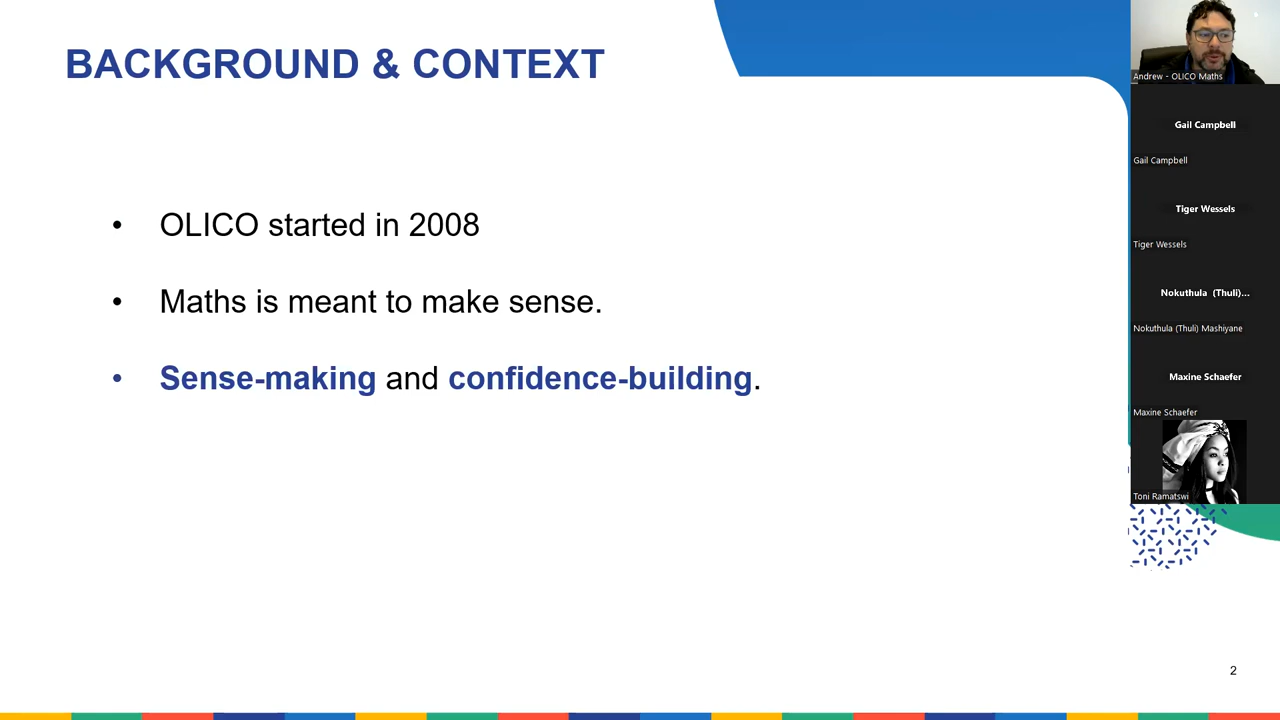 BACKGROUND & CONTEXT
• OLICO started in 2008
• Maths is meant to make sense.
• Sense-making and confidence-building.
2
Andrew - OLICO Maths
Gail Campbell
Gail Campbell
Tiger Wessels
Tiger Wessels
Nokuthula (Thuli)...
Nokuthula (Thuli) Mashiyane
Maxine Schaefer
Maxine Schaefer
Toni Ramatswi